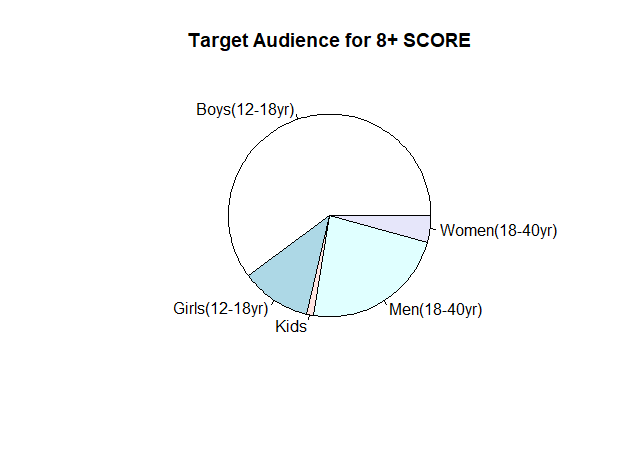 Target Audience for 8+ SCORE
Boys(12-18yr)
Women(18-40yr)
Girls(12-18yr)
Men(18-40yr)
Kids